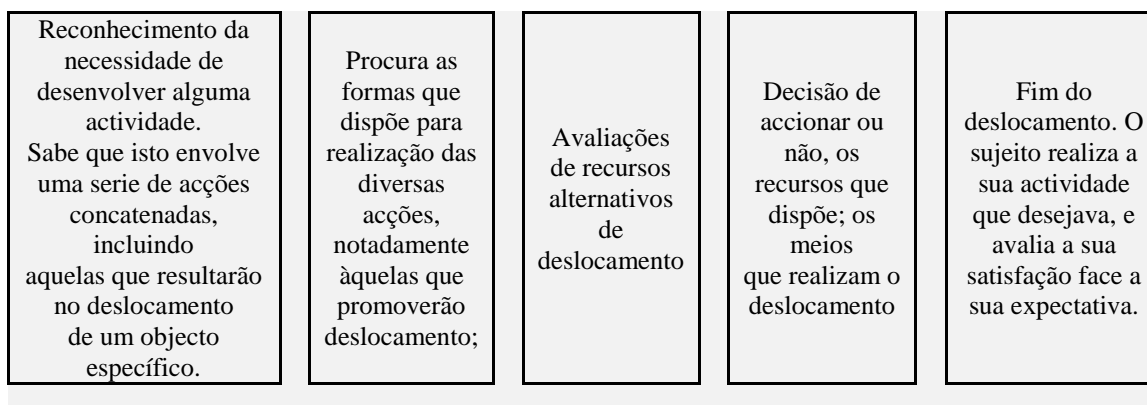 Reconhecimento da
necessidade de
desenvolver alguma
actividade.
Sabe que isto envolve
uma serie de acções
concatenadas,
incluindo
aquelas que resultarão
no deslocamento
de um objecto
específico.
Procura as
formas que
dispõe para
realização das
diversas
acções,
notadamente
àquelas que
promoverão
deslocamento;
Avaliações
de recursos
alternativos
de
deslocamento
Decisão de
accionar ou
não, os
recursos que
dispõe; os
meios
que realizam o
deslocamento
Fim do
deslocamento. O
sujeito realiza a
sua actividade
que desejava, e
avalia a sua
satisfação face a
sua expectativa.